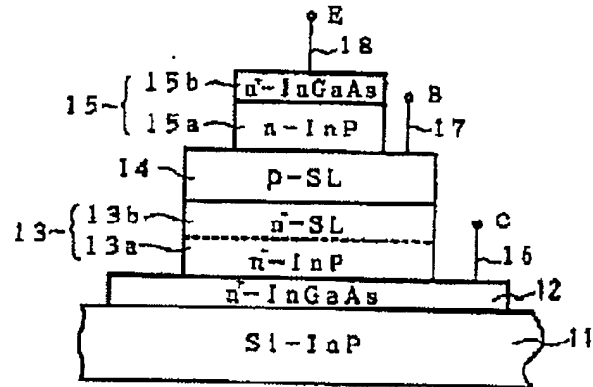 E
18
15b n⁺-InGaAs
15 B
15a n-InP 17
14 p-SL
13b n⁻-SL C
13
13a n⁻-InP 16
n⁺-InGaAs 12
SI-InP 11